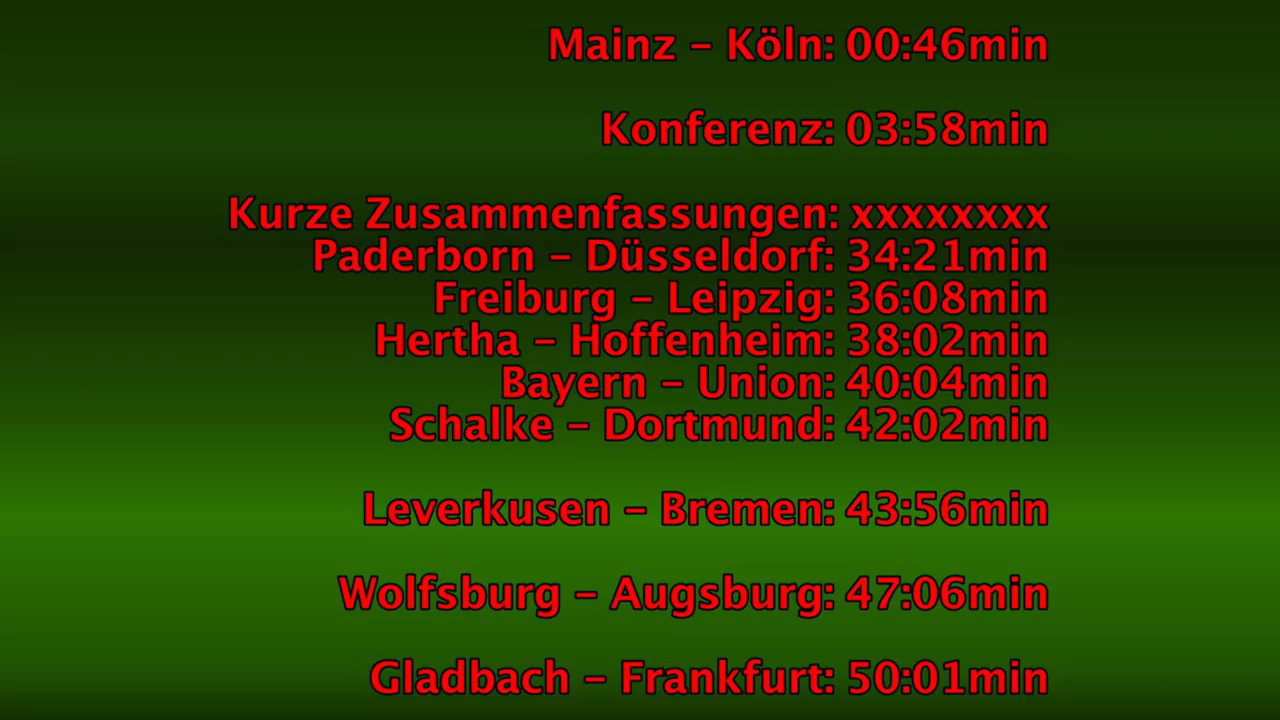 Mainz – Köln: 00:46min
Konferenz: 03:58min
Kurze Zusammenfassungen: xxxxxxxx
Paderborn – Düsseldorf: 34:21min
Freiburg – Leipzig: 36:08min
Hertha – Hoffenheim: 38:02min
Bayern – Union: 40:04min
Schalke – Dortmund: 42:02min
Leverkusen – Bremen: 43:56min
Wolfsburg – Augsburg: 47:06min
Gladbach – Frankfurt: 50:01min